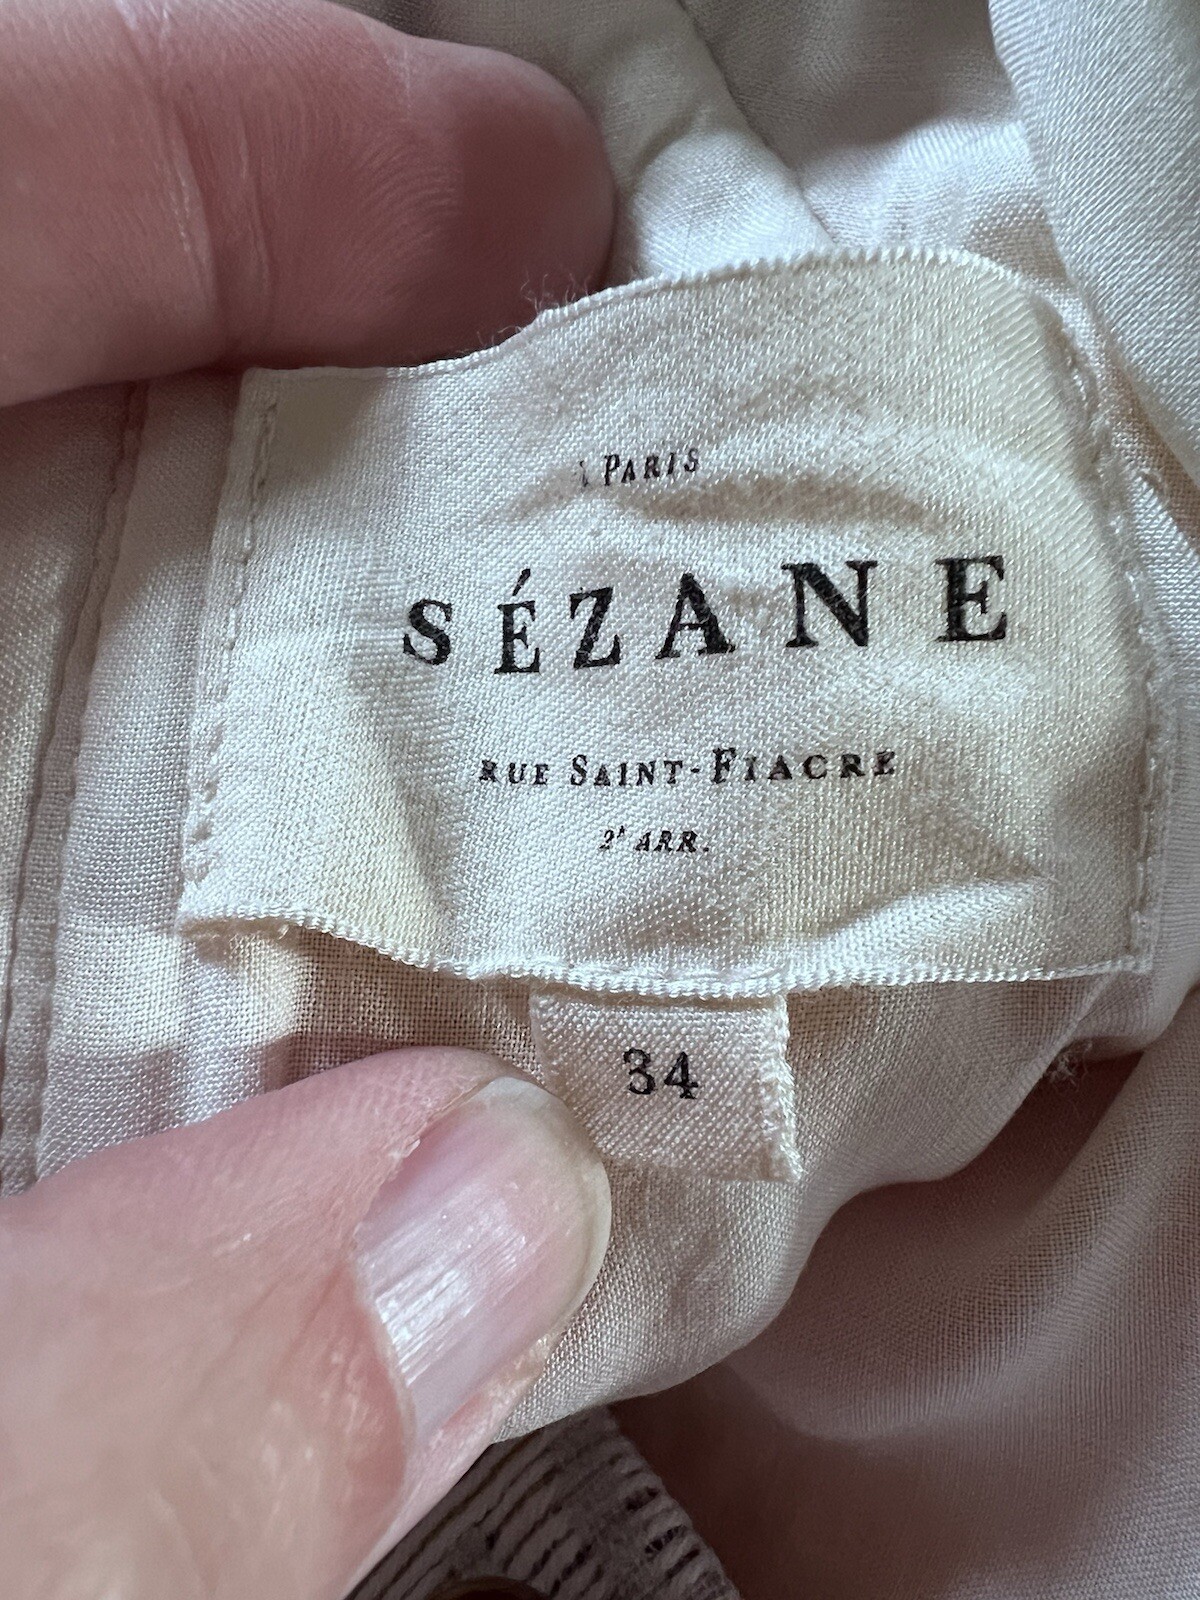 À PARIS
SÉZANE
RUE SAINT-FIACRE
2e ARR.
34